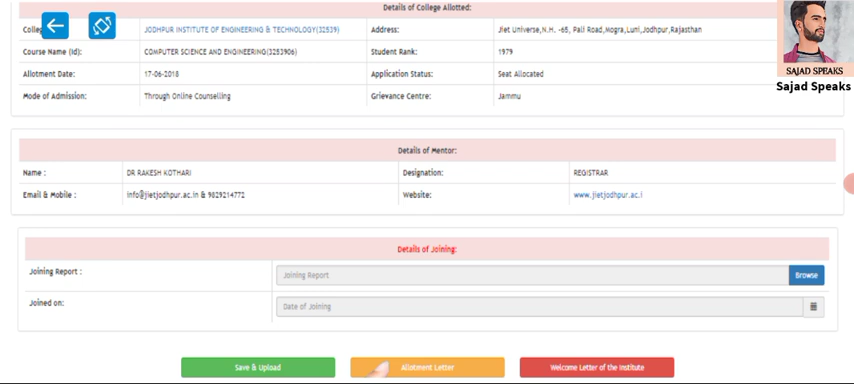 Details of College Allotted:
JODHPUR INSTITUTE OF ENGINEERING & TECHNOLOGY(32539) Address: Jiet Universe,N.H. -65, Pali Road,Mogra,Luni,Jodhpur,Rajasthan
Course Name (Id): COMPUTER SCIENCE AND ENGINEERING(3253906) Student Rank: 1979
Allotment Date: 17-06-2018 Application Status: Seat Allocated
Mode of Admission: Through Online Counselling Grievance Centre: Jammu
SAJAD SPEAKS
Sajad Speaks
Details of Mentor:
Name : DR RAKESH KOTHARI Designation: REGISTRAR
Email & Mobile : info@jietjodhpur.ac.in & 9829214772 Website: www.jietjodhpur.ac.i
Details of Joining:
Joining Report : Joining Report Browse
Joined on: Date of Joining
Save & Upload Allotment Letter Welcome Letter of the Institute